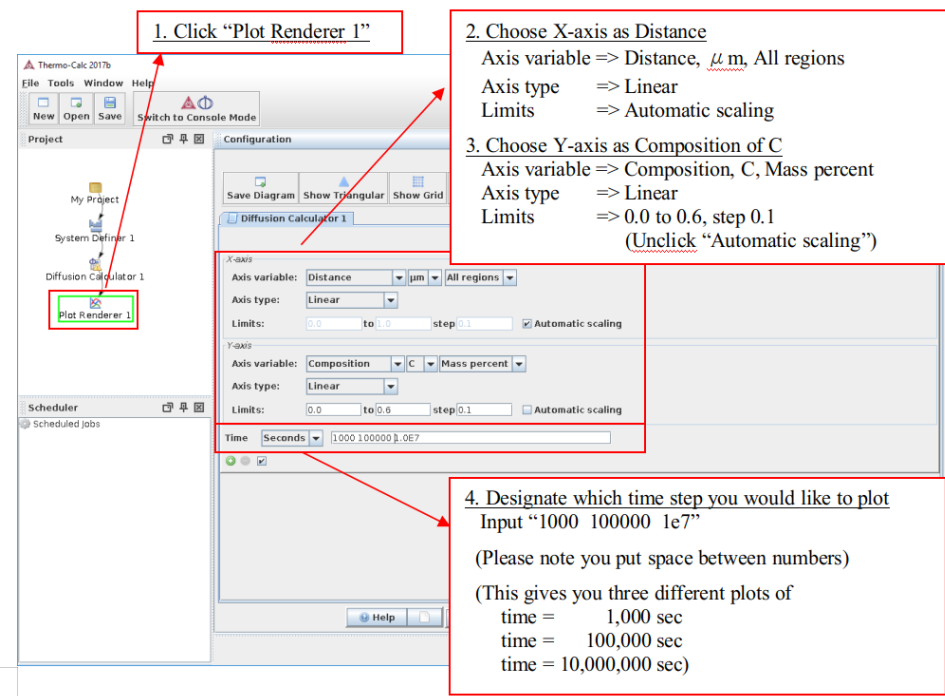 1. Click “Plot Renderer 1”
2. Choose X-axis as Distance
Axis variable => Distance, μm, All regions
Axis type => Linear
Limits => Automatic scaling
3. Choose Y-axis as Composition of C
Axis variable => Composition, C, Mass percent
Axis type => Linear
Limits => 0.0 to 0.6, step 0.1
(Unclick “Automatic scaling”)
Thermo-Calc 2017b
File Tools Window Help
New Open Save Switch to Console Mode
Project
My Project
System Definer 1
Diffusion Calculator 1
Plot Renderer 1
Scheduler
Scheduled Jobs
Configuration
Save Diagram Show Triangular Show Grid
Diffusion Calculator 1
X-axis
Axis variable: Distance μm All regions
Axis type: Linear
Limits: 0.0 to 1.0 step 0.1 Automatic scaling
Y-axis
Axis variable: Composition C Mass percent
Axis type: Linear
Limits: 0.0 to 0.6 step 0.1 Automatic scaling
Time Seconds 1000 100000 1.0E7
Help
4. Designate which time step you would like to plot
Input “1000 100000 1e7”
(Please note you put space between numbers)
(This gives you three different plots of
time = 1,000 sec
time = 100,000 sec
time = 10,000,000 sec)